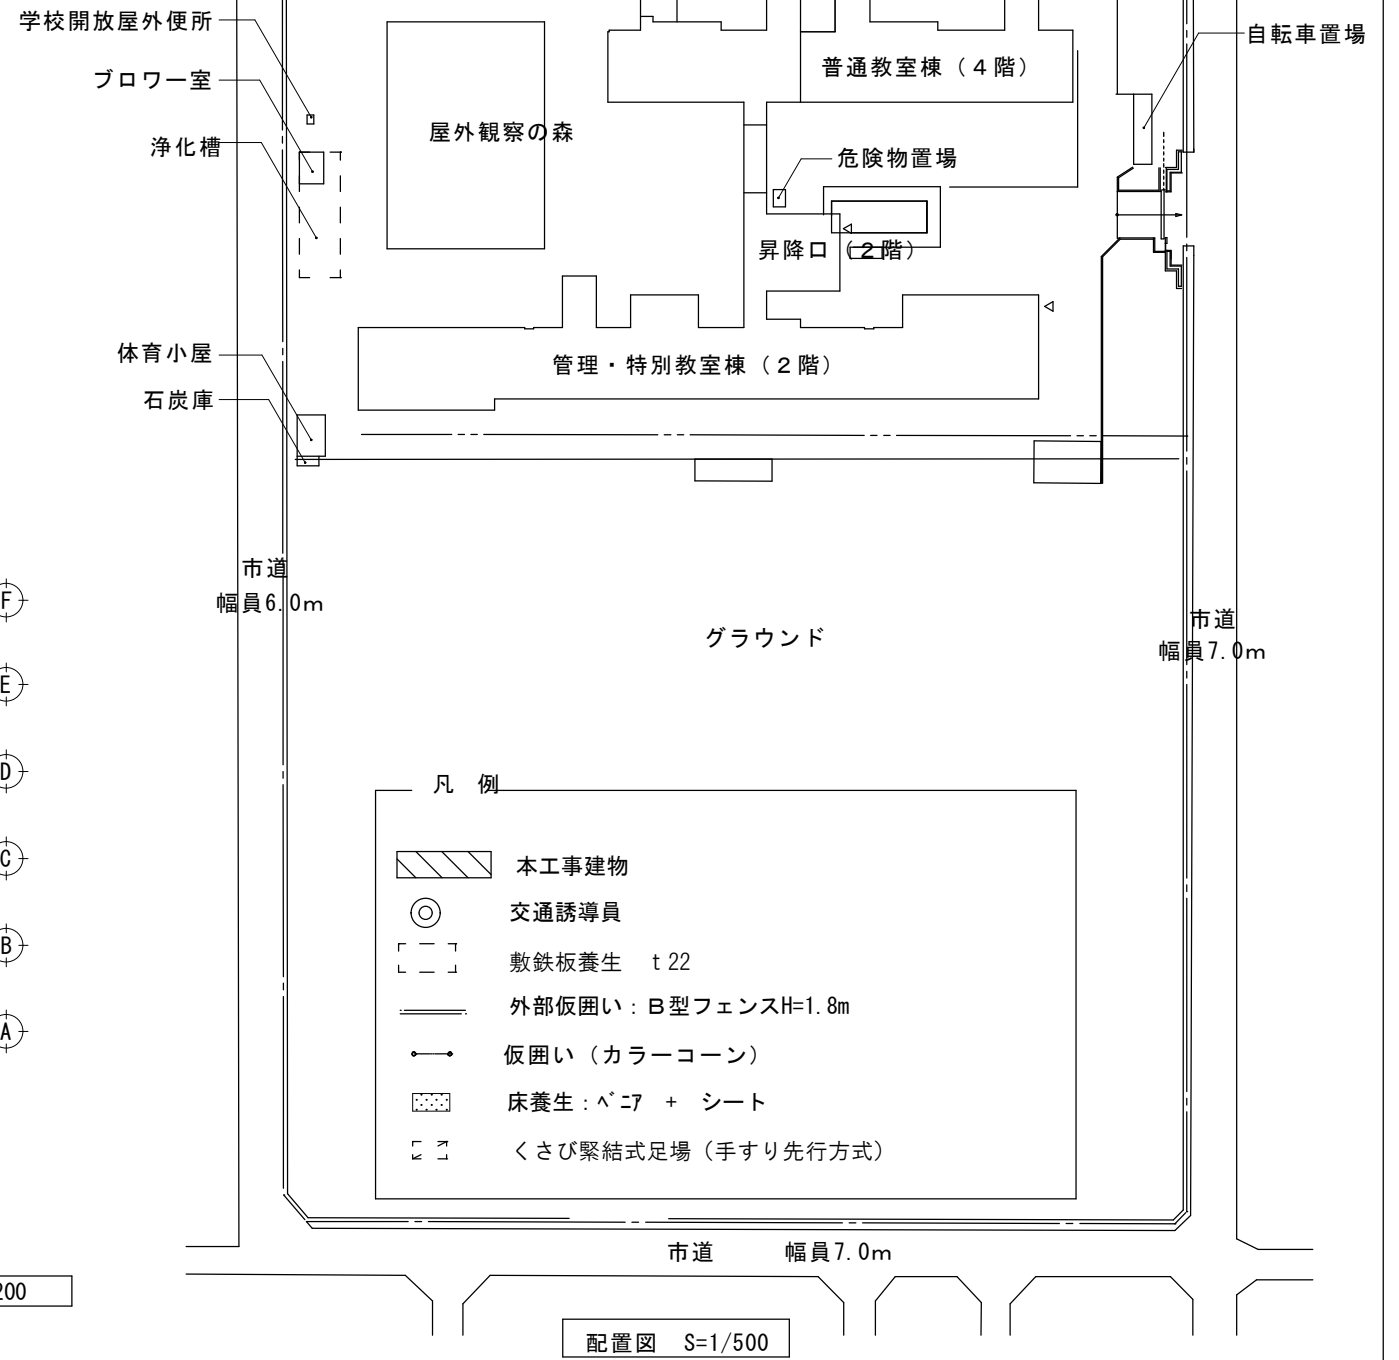 学校開放屋外便所
自転車置場
ブロワー室
普通教室棟（４階）
屋外観察の森
浄化槽
危険物置場
昇降口（２階）
体育小屋
管理・特別教室棟（２階）
石炭庫
市道
幅員6.0m
グラウンド
市道
幅員7.0m
F
E
D
C
B
A
凡　例
本工事建物
交通誘導員
敷鉄板養生　t22
外部仮囲い：Ｂ型フェンスH=1.8m
仮囲い（カラーコーン）
床養生：ﾍﾞﾆｱ　+　シート
くさび緊結式足場（手すり先行方式）
市道　　幅員7.0m
200
配置図　S=1/500